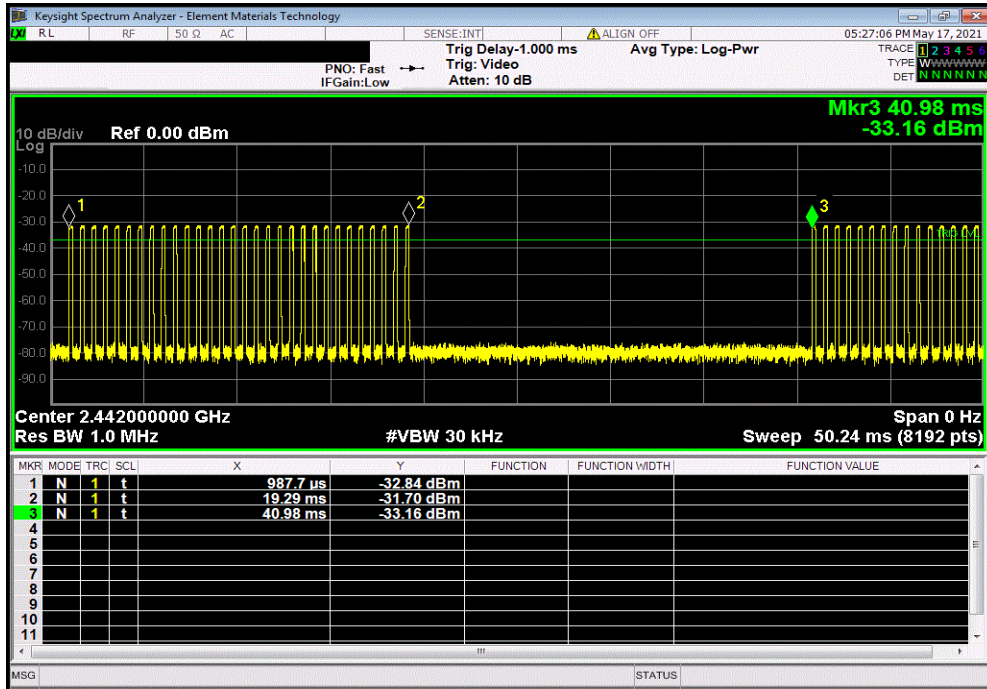 Keysight Spectrum Analyzer - Element Materials Technology
LXI RL RF 50 Ω AC SENSE:INT ALIGN OFF 05:27:06 PM May 17, 2021
Trig Delay-1.000 ms Avg Type: Log-Pwr TRACE 1 2 3 4 5 6
PNO: Fast Trig: Video TYPE WWWWWW
IFGain:Low Atten: 10 dB DET N N N N N N
Mkr3 40.98 ms
10 dB/div Ref 0.00 dBm -33.16 dBm
Log
-10.0
-20.0
1 2 3
-30.0
TRIG LVL
-40.0
-50.0
-60.0
-70.0
-80.0
-90.0
Center 2.442000000 GHz Span 0 Hz
Res BW 1.0 MHz #VBW 30 kHz Sweep 50.24 ms (8192 pts)
MKR MODE TRC SCL X Y FUNCTION FUNCTION WIDTH FUNCTION VALUE
1 N 1 t 987.7 µs -32.84 dBm
2 N 1 t 19.29 ms -31.70 dBm
3 N 1 t 40.98 ms -33.16 dBm
4
5
6
7
8
9
10
11
MSG STATUS